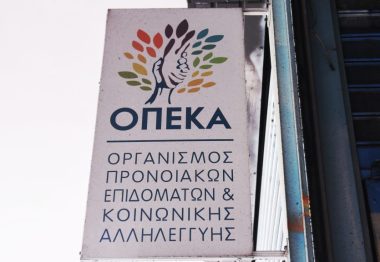 ΟΠΕΚΑ
ΟΡΓΑΝΙΣΜΟΣ
ΠΡΟΝΟΙΑΚΩΝ
ΕΠΙΔΟΜΑΤΩΝ &
ΚΟΙΝΩΝΙΚΗΣ
ΑΛΛΗΛΕΓΓΥΗΣ